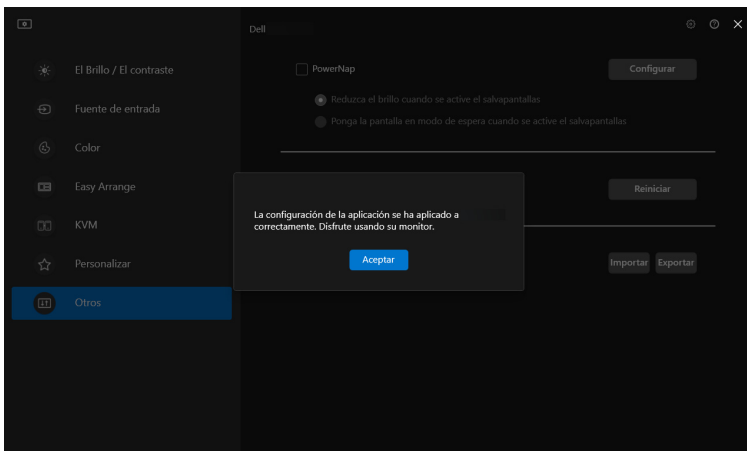 Dell
El Brillo / El contraste
Fuente de entrada
Color
Easy Arrange
KVM
Personalizar
Otros
PowerNap
Configurar
Reduzca el brillo cuando se active el salvapantallas
Ponga la pantalla en modo de espera cuando se active el salvapantallas
Reiniciar
La configuración de la aplicación se ha aplicado a
correctamente. Disfrute usando su monitor.
Aceptar
Importar Exportar